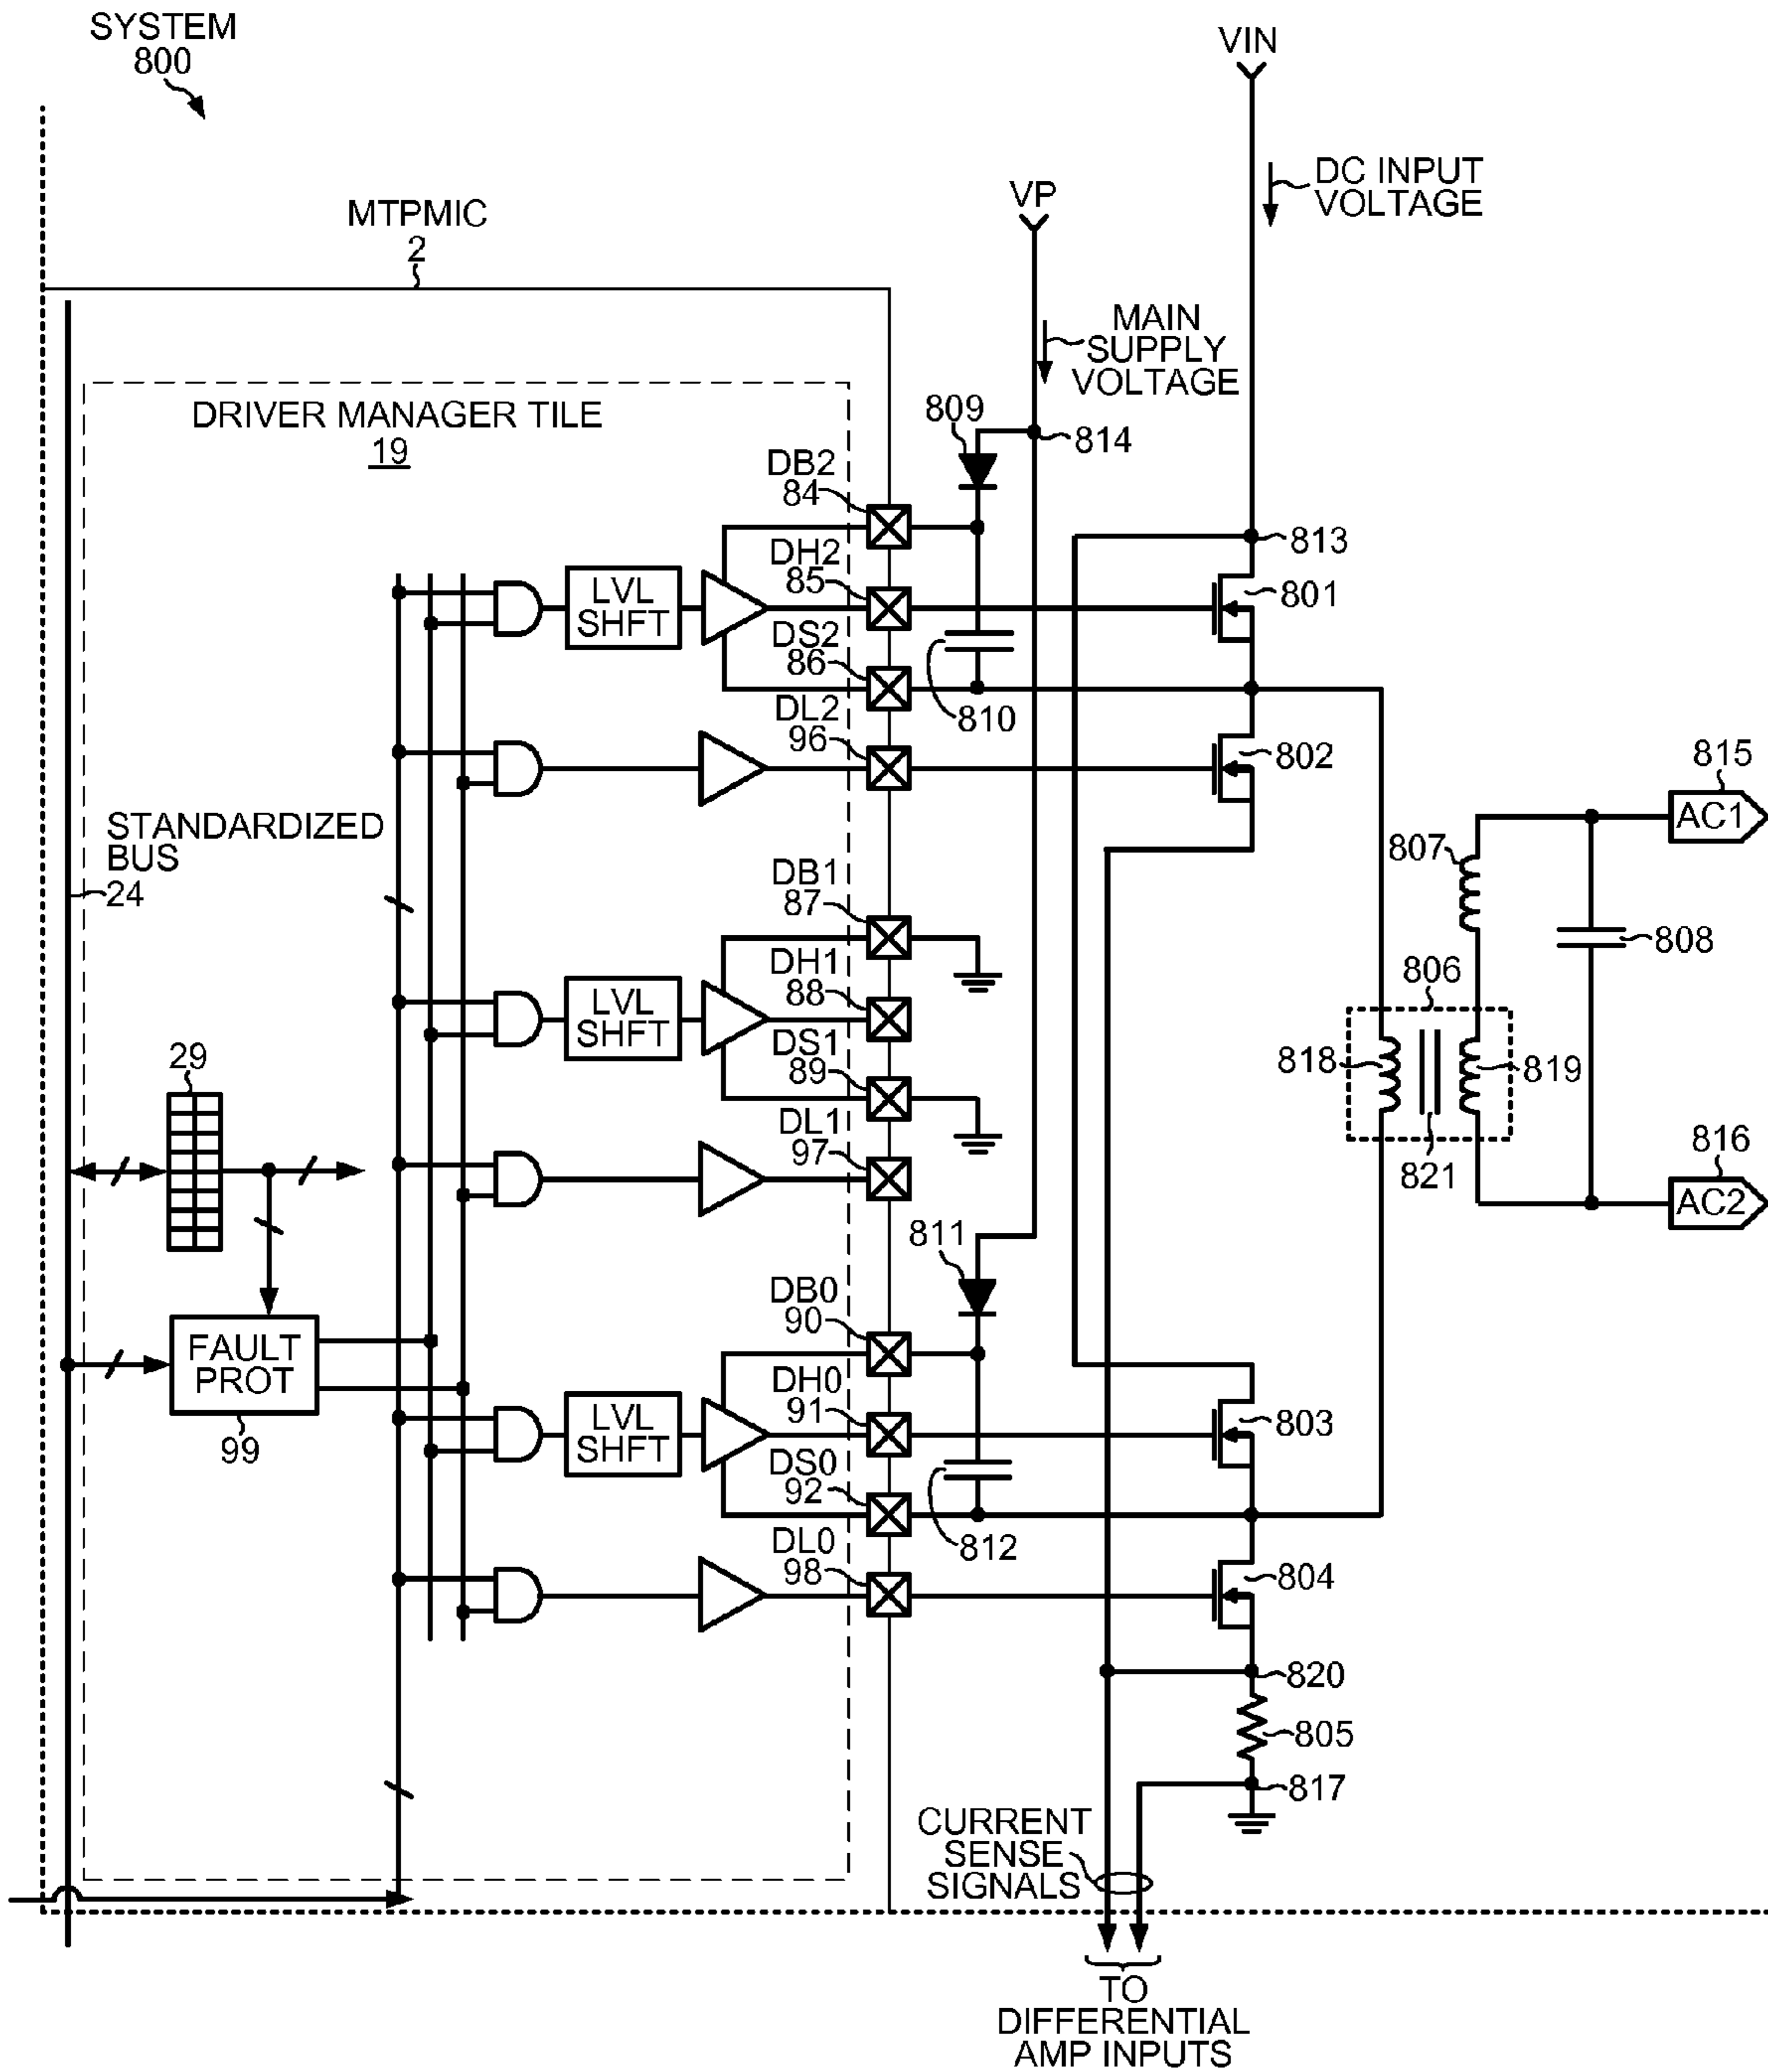 SYSTEM
800
VIN
DC INPUT
VOLTAGE
VP
MTPMIC
2
MAIN
SUPPLY
VOLTAGE
DRIVER MANAGER TILE
19
809
814
DB2
84
813
DH2
85
LVL
SHFT
801
DS2
86
810
DL2
96
802
815
AC1
STANDARDIZED
BUS
24
807
DB1
87
808
DH1
88
LVL
SHFT
806
DS1
89
818
819
29
821
DL1
97
816
AC2
811
DB0
90
FAULT
PROT
99
DH0
91
LVL
SHFT
803
DS0
92
812
DL0
98
804
820
805
817
CURRENT
SENSE
SIGNALS
TO
DIFFERENTIAL
AMP INPUTS